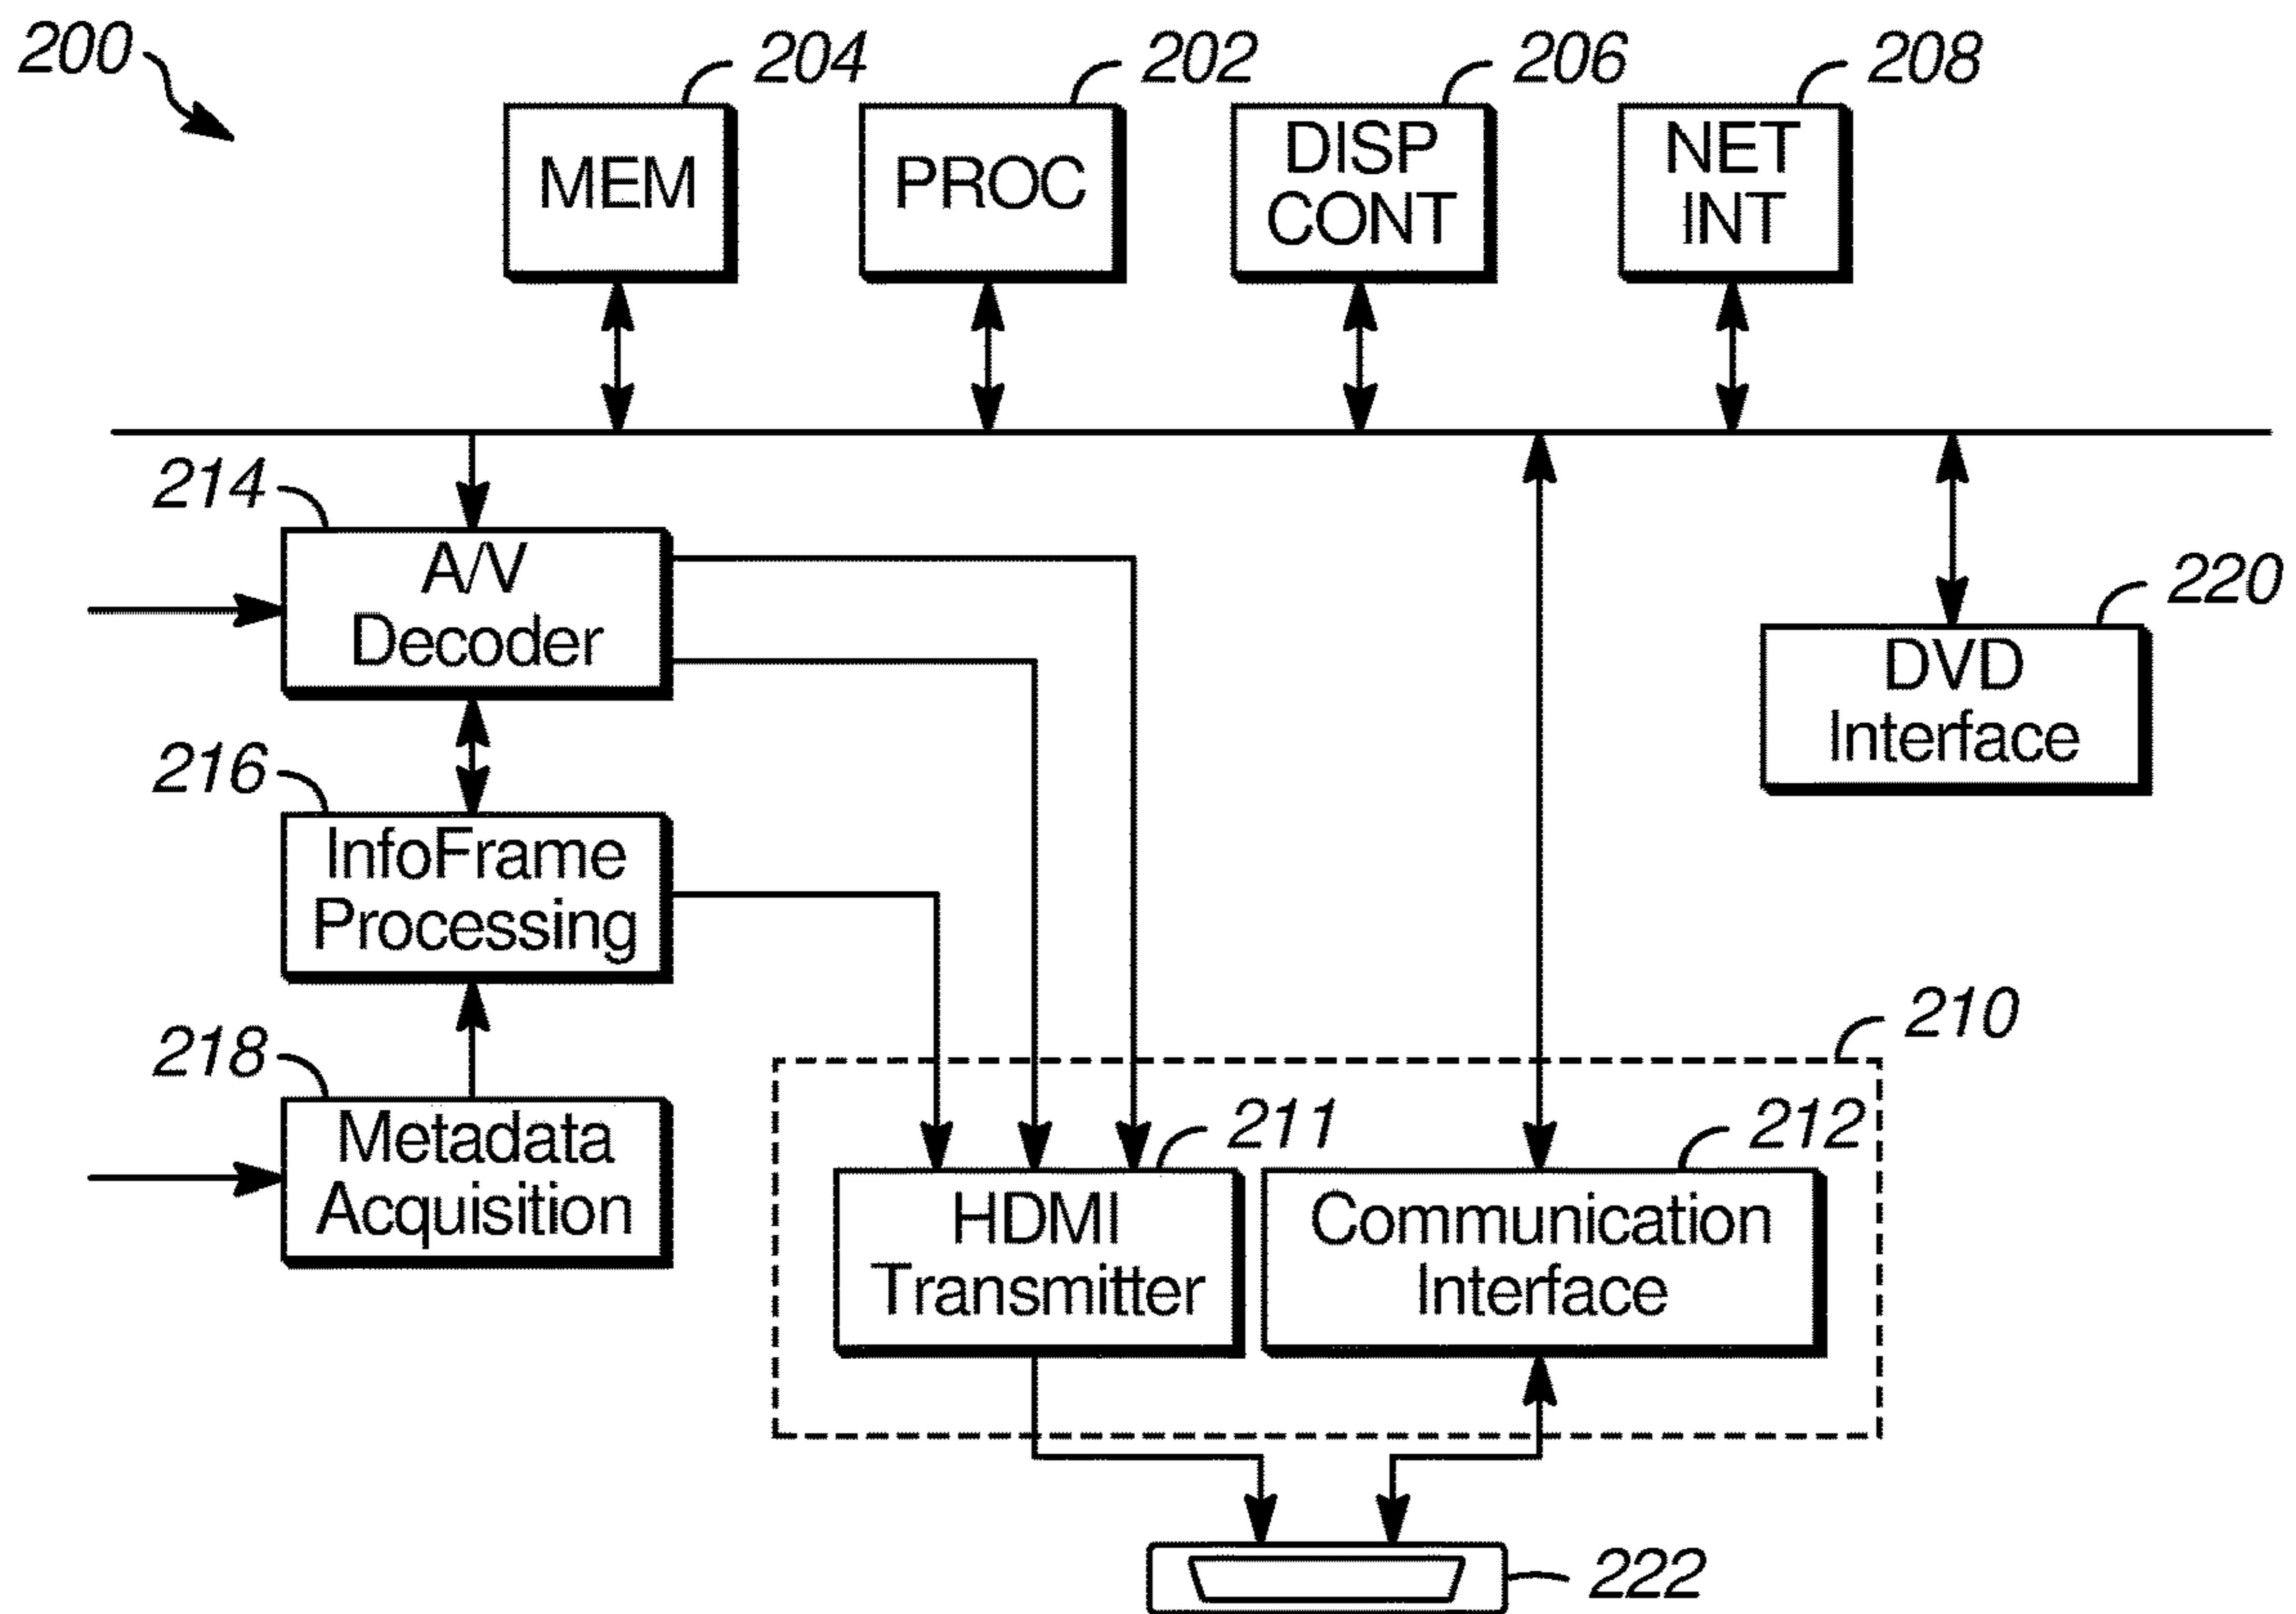 200
204
202
206
208
MEM
PROC
DISP
CONT
NET
INT
214
A/V
Decoder
220
DVD
Interface
216
InfoFrame
Processing
210
218
Metadata
Acquisition
211
212
HDMI
Transmitter
Communication
Interface
222